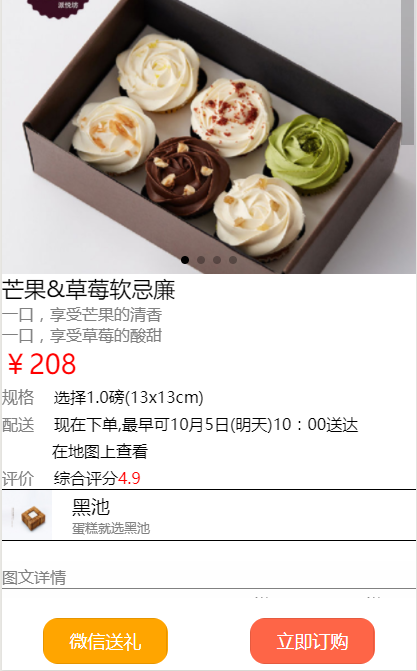 派悦坊
芒果&草莓软忌廉
一口，享受芒果的清香
一口，享受草莓的酸甜
￥208
规格 选择1.0磅(13x13cm)
配送 现在下单,最早可10月5日(明天)10：00送达
在地图上查看
评价 综合评分4.9
黑池
蛋糕就选黑池
图文详情
微信送礼
立即订购